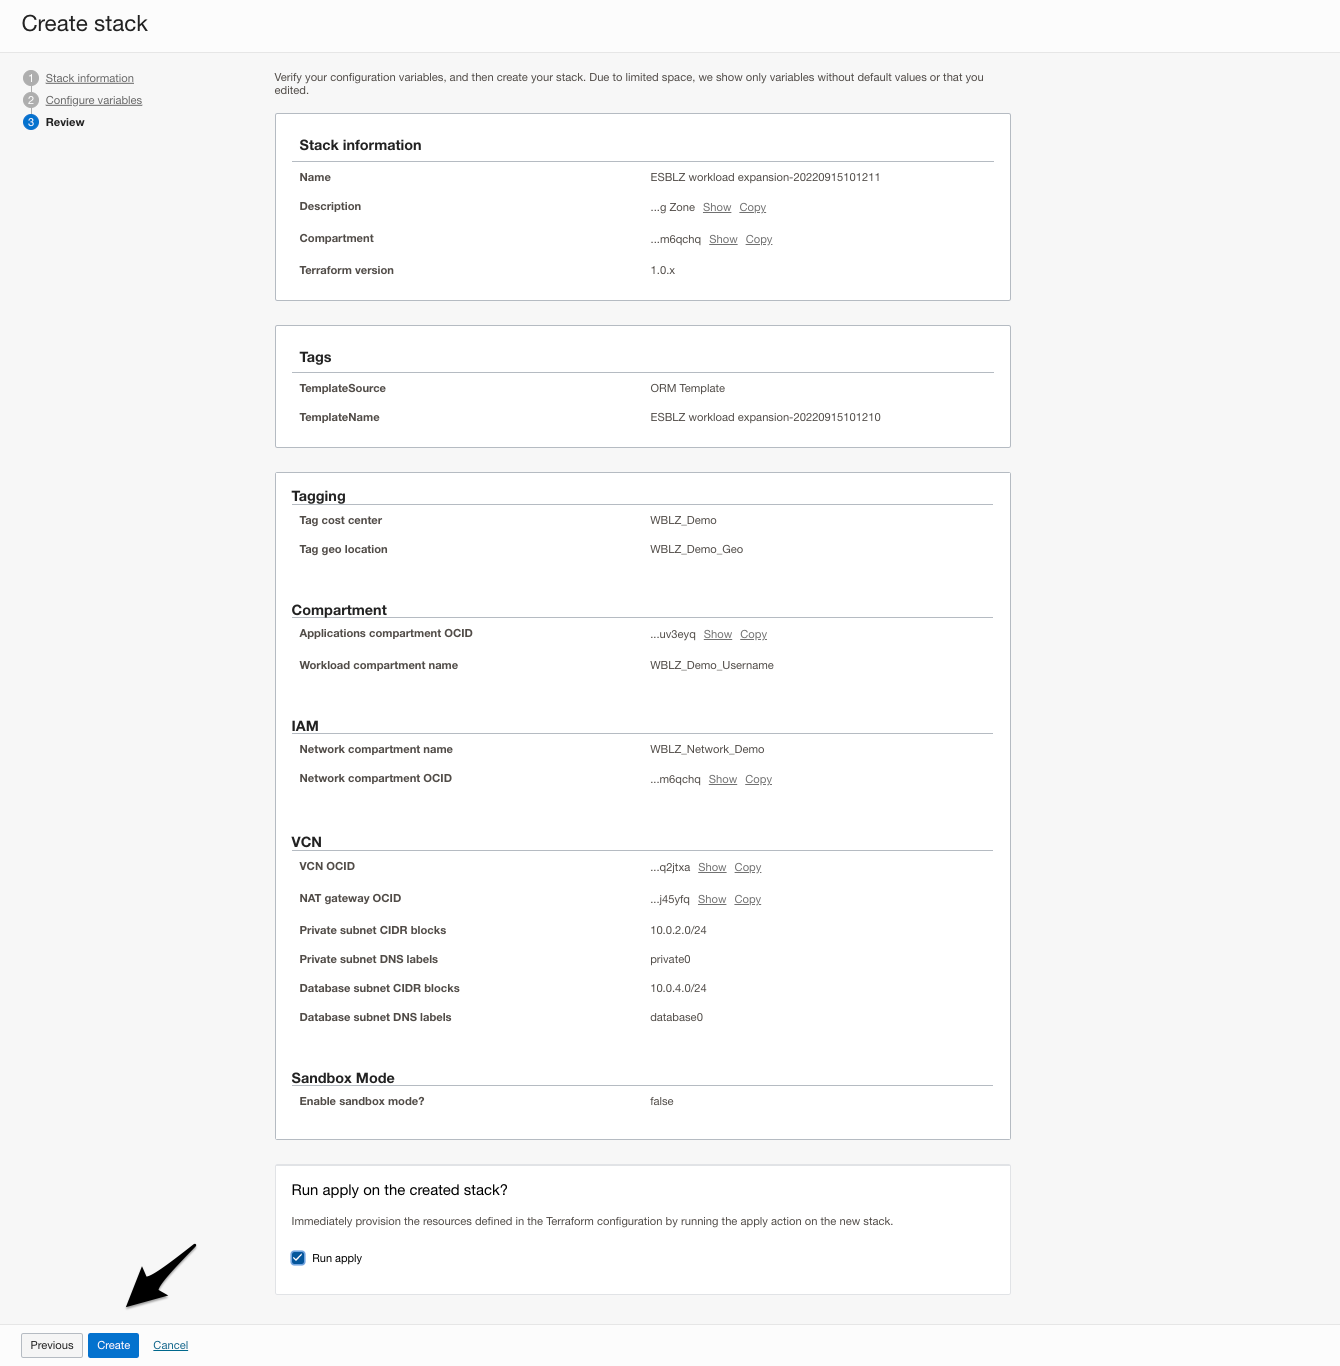 Create stack
1 Stack information
2 Configure variables
3 Review
Verify your configuration variables, and then create your stack. Due to limited space, we show only variables without default values or that you
edited.
Stack information
Name ESBLZ workload expansion-20220915101211
Description ...g Zone Show Copy
Compartment ...m6qchq Show Copy
Terraform version 1.0.x
Tags
TemplateSource ORM Template
TemplateName ESBLZ workload expansion-20220915101210
Tagging
Tag cost center WBLZ_Demo
Tag geo location WBLZ_Demo_Geo
Compartment
Applications compartment OCID ...uv3eyq Show Copy
Workload compartment name WBLZ_Demo_Username
IAM
Network compartment name WBLZ_Network_Demo
Network compartment OCID ...m6qchq Show Copy
VCN
VCN OCID ...q2jtxa Show Copy
NAT gateway OCID ...j45yfq Show Copy
Private subnet CIDR blocks 10.0.2.0/24
Private subnet DNS labels private0
Database subnet CIDR blocks 10.0.4.0/24
Database subnet DNS labels database0
Sandbox Mode
Enable sandbox mode? false
Run apply on the created stack?
Immediately provision the resources defined in the Terraform configuration by running the apply action on the new stack.
Run apply
Previous Create Cancel